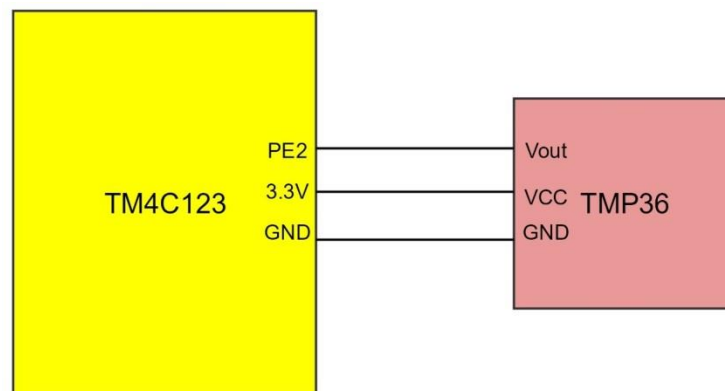 PE2
3.3V
GND
TM4C123
Vout
VCC
GND
TMP36